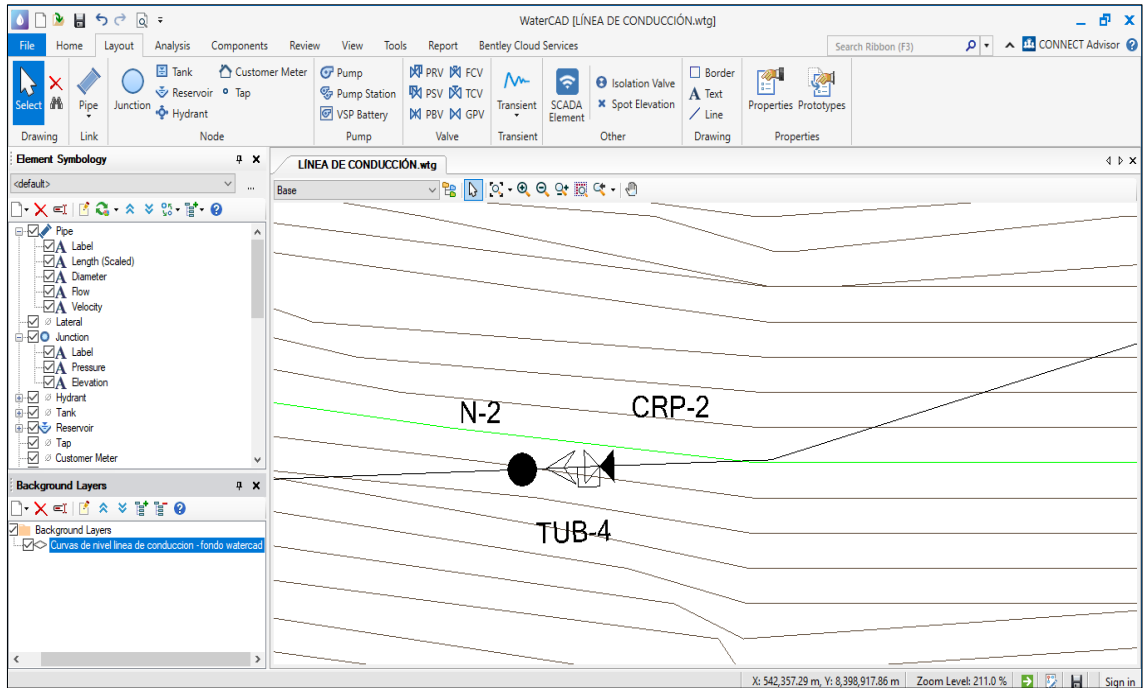 WaterCAD [LÍNEA DE CONDUCCIÓN.wtg]
File Home Layout Analysis Components Review View Tools Report Bentley Cloud Services Search Ribbon (F3) CONNECT Advisor
Select Pipe Junction Tank Reservoir Hydrant Customer Meter Tap Pump Pump Station VSP Battery PRV FCV PSV TCV PBV GPV Transient SCADA Element Isolation Valve Spot Elevation Border Text Line Properties Prototypes
Drawing Link Node Pump Valve Transient Other Drawing Properties
Element Symbology
<default>
...
Pipe
Label
Length (Scaled)
Diameter
Flow
Velocity
Lateral
Junction
Label
Pressure
Elevation
Hydrant
Tank
Reservoir
Tap
Customer Meter
Background Layers
Background Layers
Curvas de nivel linea de conduccion - fondo watercad
LÍNEA DE CONDUCCIÓN.wtg
Base
N-2
CRP-2
TUB-4
X: 542,357.29 m, Y: 8,398,917.86 m Zoom Level: 211.0 % Sign in